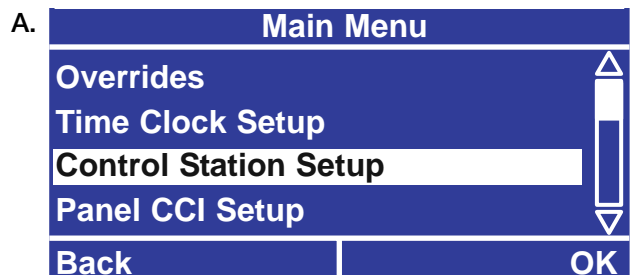 A.
Main Menu
Overrides
Time Clock Setup
Control Station Setup
Panel CCI Setup
Back OK